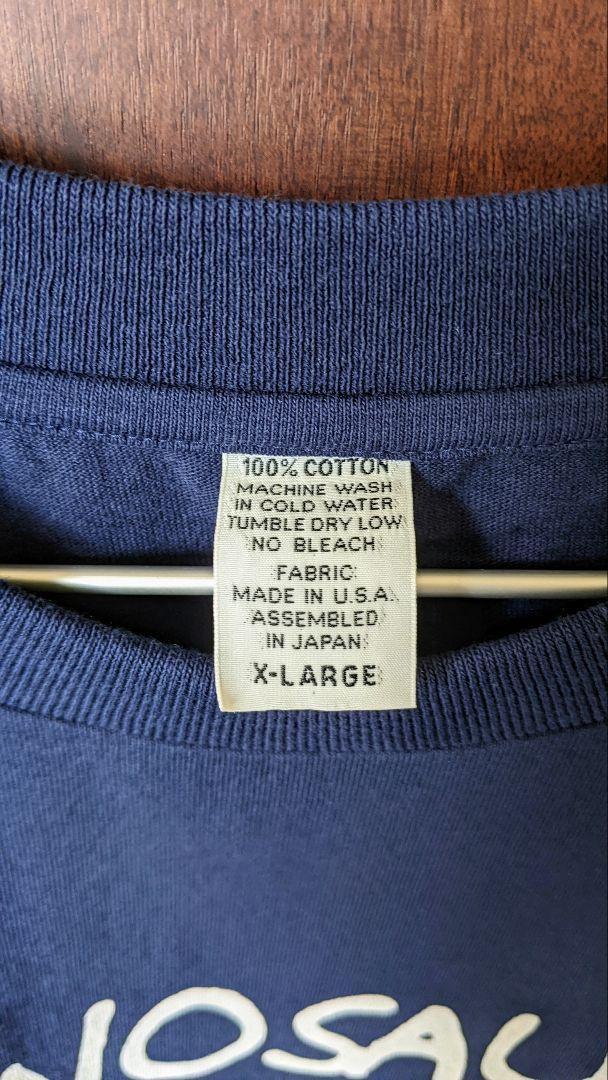 100% COTTON
MACHINE WASH
IN COLD WATER
TUMBLE DRY LOW
NO BLEACH
FABRIC
MADE IN U.S.A.
ASSEMBLED
IN JAPAN
X-LARGE
NOSAU